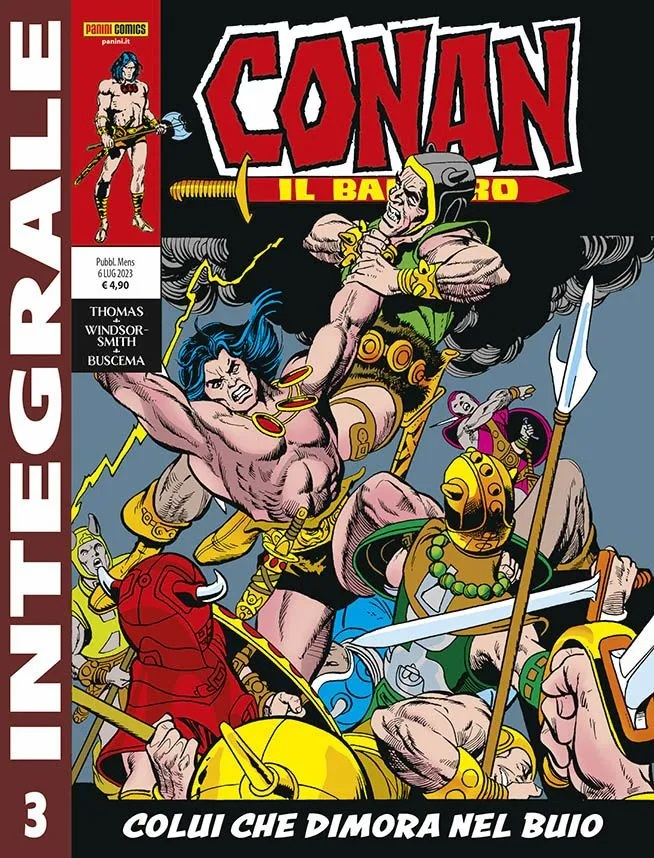 PANINI COMICS
panini.it
CONAN
IL BA RO
Pubbl. Mens
6 LUG 2023
€ 4,90
THOMAS
+
WINDSOR-
SMITH
+
BUSCEMA
INTEGRALE
3
COLUI CHE DIMORA NEL BUIO